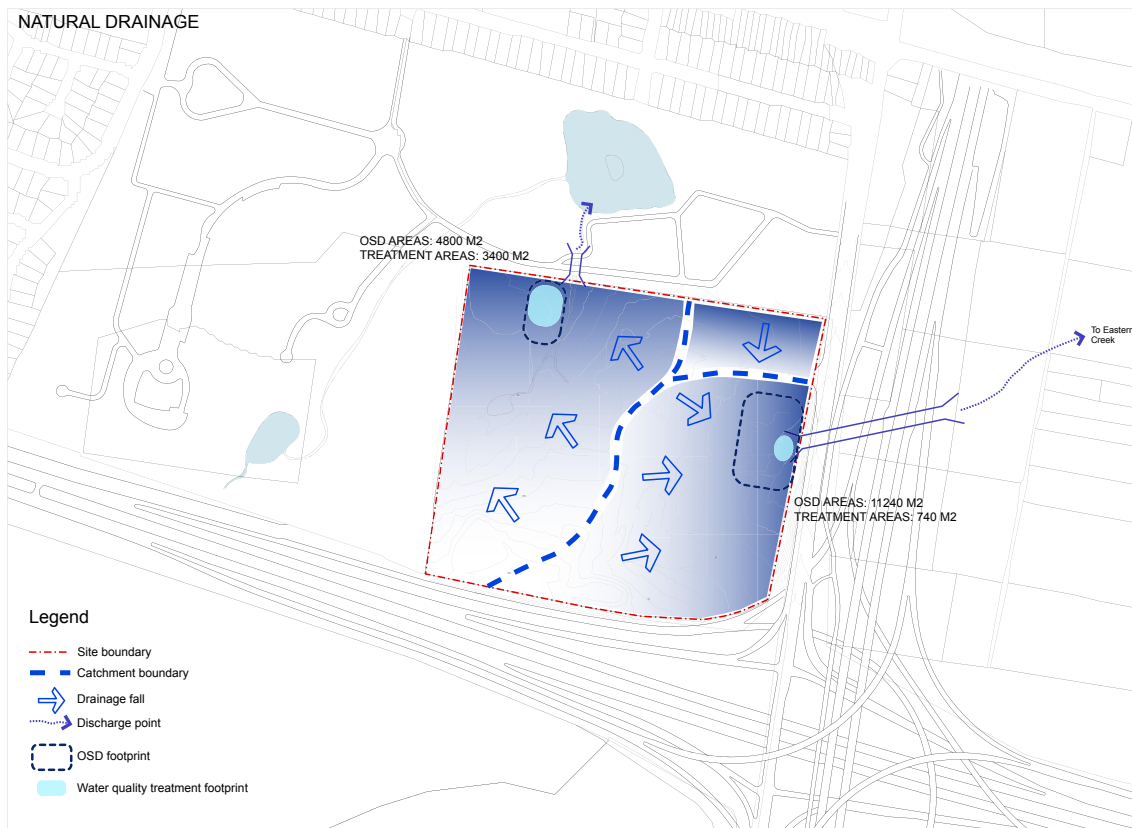 NATURAL DRAINAGE
OSD AREAS: 4800 M2
TREATMENT AREAS: 3400 M2
To Eastern
Creek
OSD AREAS: 11240 M2
TREATMENT AREAS: 740 M2
Legend
Site boundary
Catchment boundary
Drainage fall
Discharge point
OSD footprint
Water quality treatment footprint